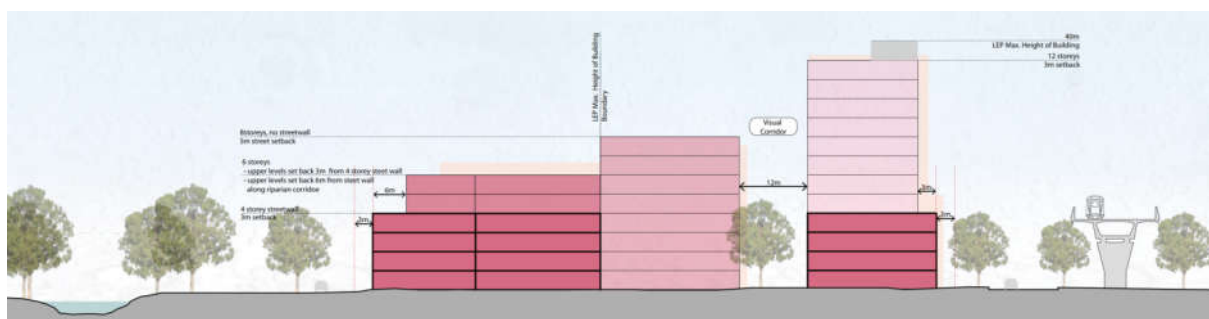 40m
LEP Max. Height of Building
12 storeys
3m setback
LEP Max. Height of Building
Boundary
Visual
Corridor
8storeys, no streetwall
3m street setback
6 storeys
- upper levels set back 3m from 4 storey steet wall
- upper levels set back 6m from steet wall
along riparian corridoe
6m
12m
3m
4 storey streetwall
3m setback
3m
3m